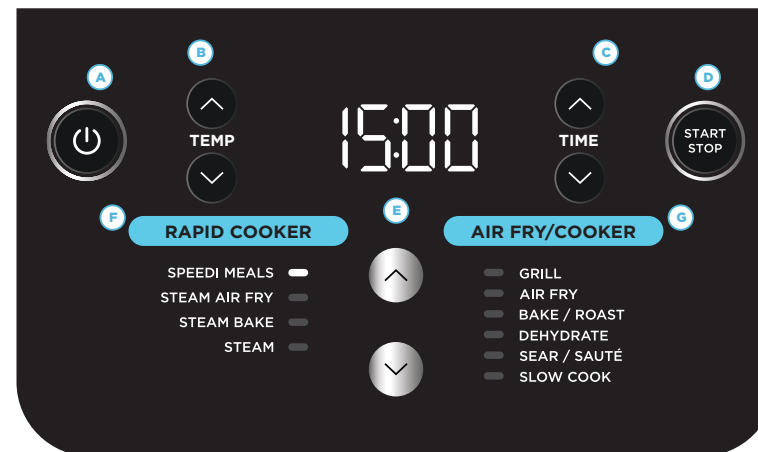 A
B
C
D
TEMP
15:00
TIME
START
STOP
E
F
G
RAPID COOKER
AIR FRY/COOKER
SPEEDI MEALS
STEAM AIR FRY
STEAM BAKE
STEAM
GRILL
AIR FRY
BAKE / ROAST
DEHYDRATE
SEAR / SAUTÉ
SLOW COOK